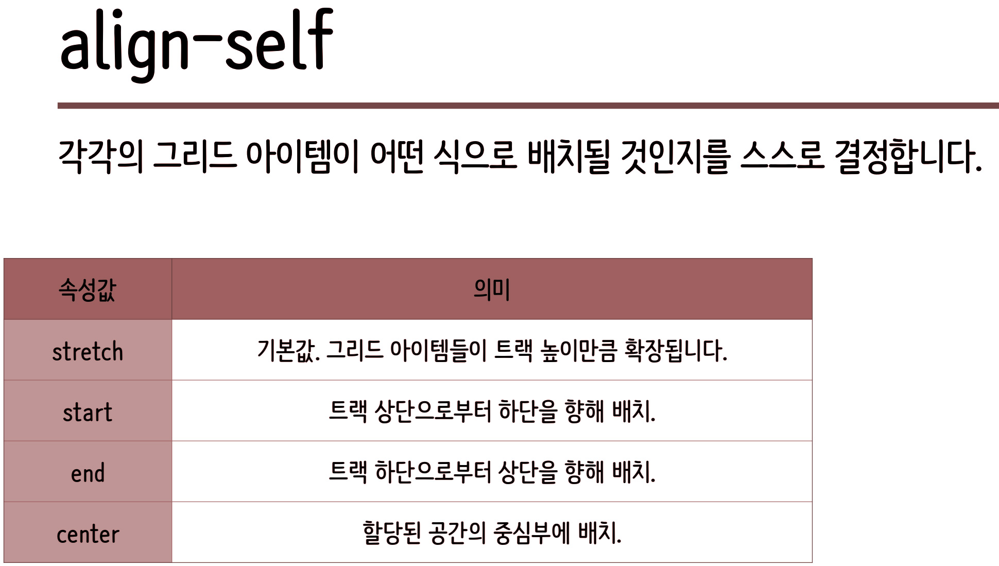 align-self
각각의 그리드 아이템이 어떤 식으로 배치될 것인지를 스스로 결정합니다.
속성값 의미
stretch 기본값. 그리드 아이템들이 트랙 높이만큼 확장됩니다.
start 트랙 상단으로부터 하단을 향해 배치.
end 트랙 하단으로부터 상단을 향해 배치.
center 할당된 공간의 중심부에 배치.